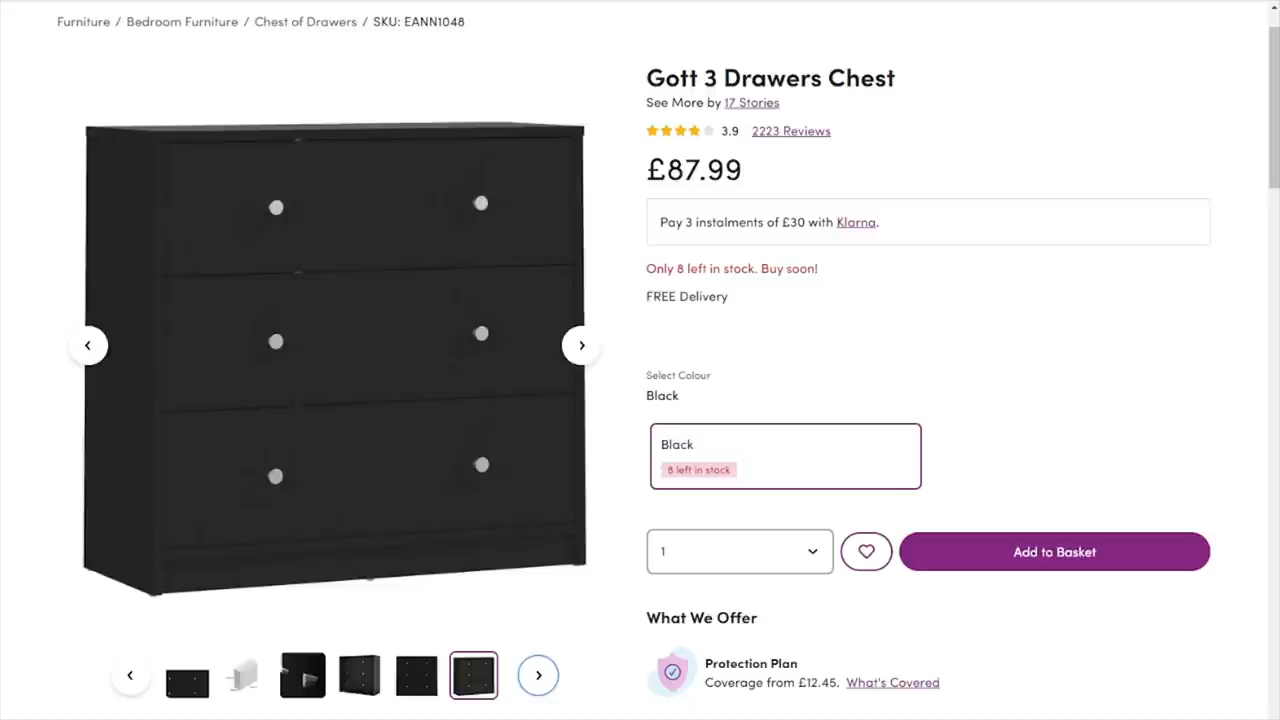 Furniture / Bedroom Furniture / Chest of Drawers / SKU: EANN1048
Gott 3 Drawers Chest
See More by 17 Stories
3.9 2223 Reviews
£87.99
Pay 3 instalments of £30 with Klarna.
Only 8 left in stock. Buy soon!
FREE Delivery
Select Colour
Black
Black
8 left in stock
1
Add to Basket
What We Offer
Protection Plan
Coverage from £12.45. What's Covered